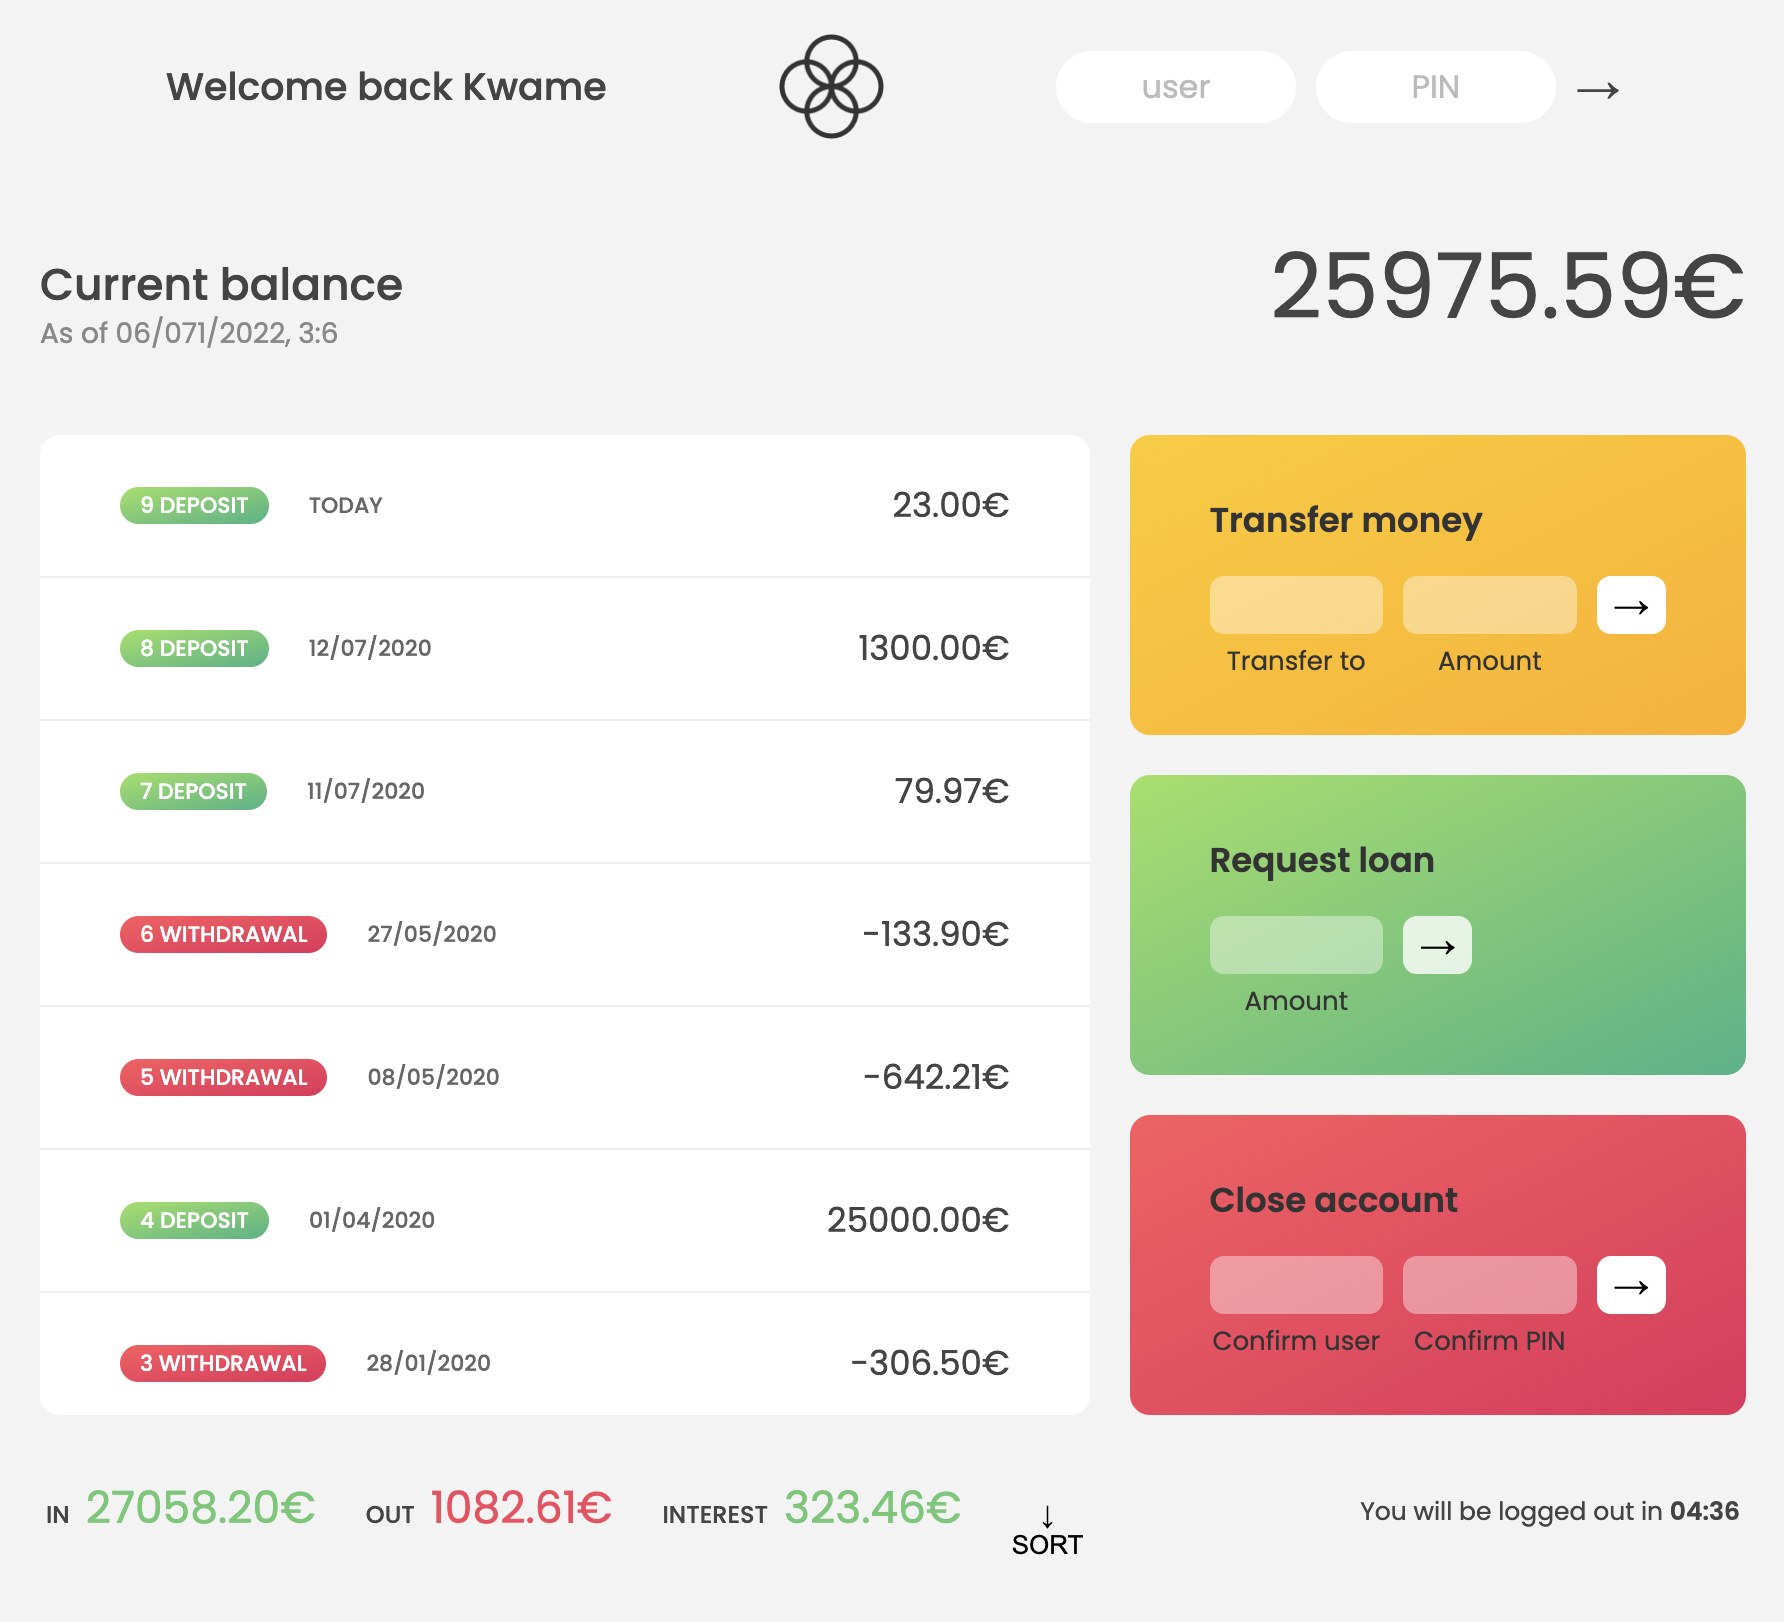 Welcome back Kwame
user
PIN
→
Current balance
As of 06/071/2022, 3:6
25975.59€
9 DEPOSIT TODAY 23.00€
8 DEPOSIT 12/07/2020 1300.00€
7 DEPOSIT 11/07/2020 79.97€
6 WITHDRAWAL 27/05/2020 -133.90€
5 WITHDRAWAL 08/05/2020 -642.21€
4 DEPOSIT 01/04/2020 25000.00€
3 WITHDRAWAL 28/01/2020 -306.50€
Transfer money
→
Transfer to Amount
Request loan
→
Amount
Close account
→
Confirm user Confirm PIN
IN 27058.20€ OUT 1082.61€ INTEREST 323.46€
↓
SORT
You will be logged out in 04:36